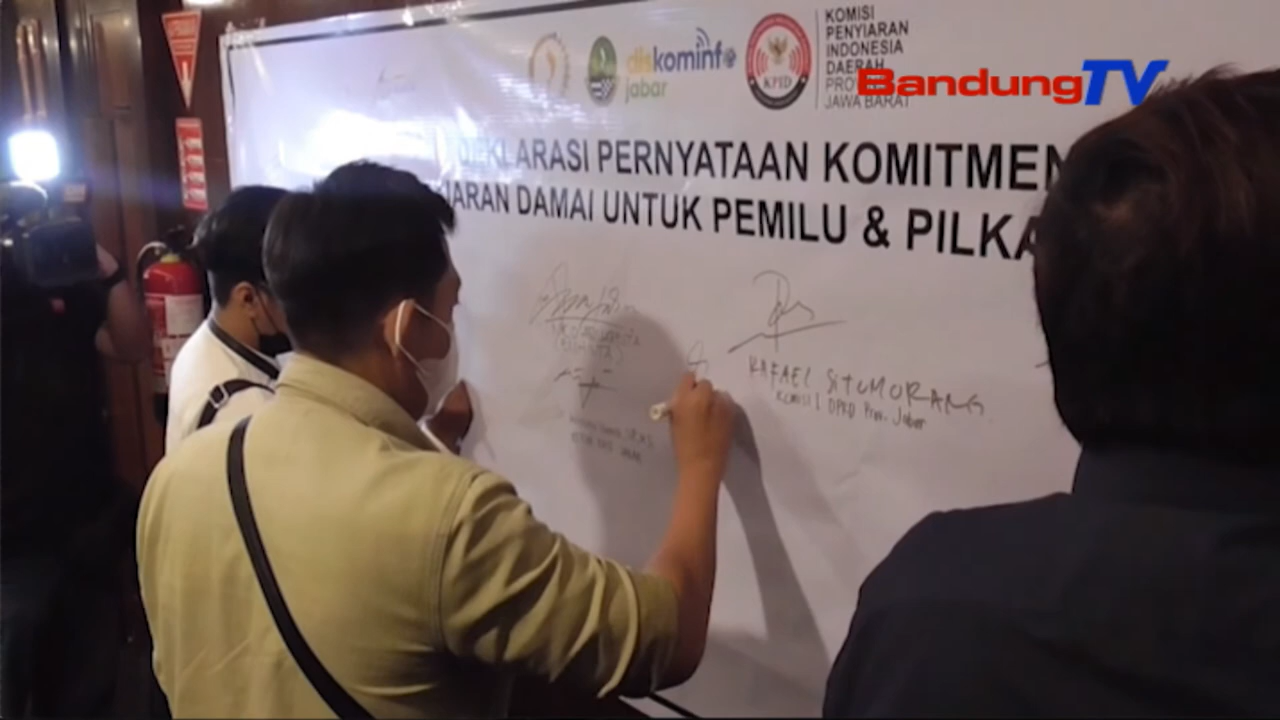 diskominfo
jabar
KPID
KOMISI
PENYIARAN
INDONESIA
DAERAH
JAWA BARAT
BandungTV
DEKLARASI PERNYATAAN KOMITMEN
IARAN DAMAI UNTUK PEMILU & PILKA
RAFAEL SITUMORANG
KOMISI I DPRD Prov. Jabar